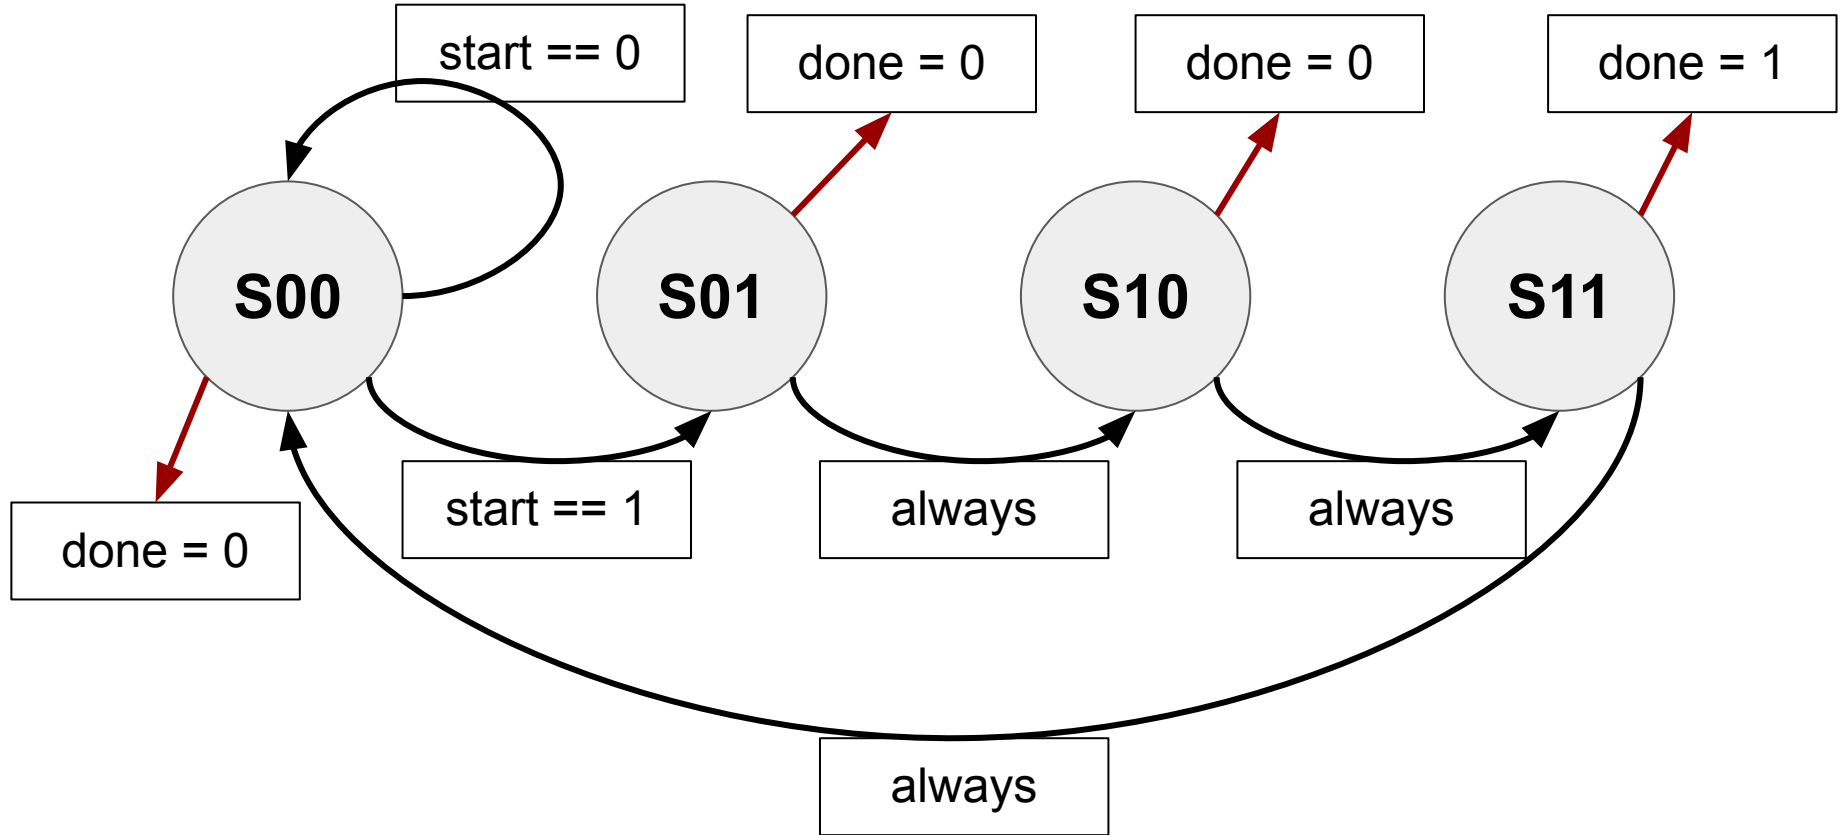 start == 0
done = 0
done = 0
done = 1
S00
S01
S10
S11
done = 0
start == 1
always
always
always